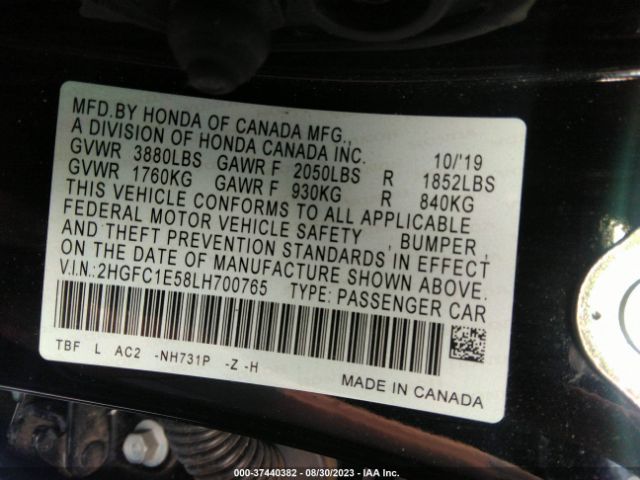 MFD.BY HONDA OF CANADA MFG.,
A DIVISION OF HONDA CANADA INC. 10/'19
GVWR 3880LBS GAWR F 2050LBS R 1852LBS
GVWR 1760KG GAWR F 930KG R 840KG
THIS VEHICLE CONFORMS TO ALL APPLICABLE
FEDERAL MOTOR VEHICLE SAFETY , BUMPER ,
AND THEFT PREVENTION STANDARDS IN EFFECT
ON THE DATE OF MANUFACTURE SHOWN ABOVE.
V.I.N.:2HGFC1E58LH700765 TYPE:PASSENGER CAR
TBF L AC2 -NH731P -Z -H
MADE IN CANADA
000-37440382 - 08/30/2023 - IAA Inc.